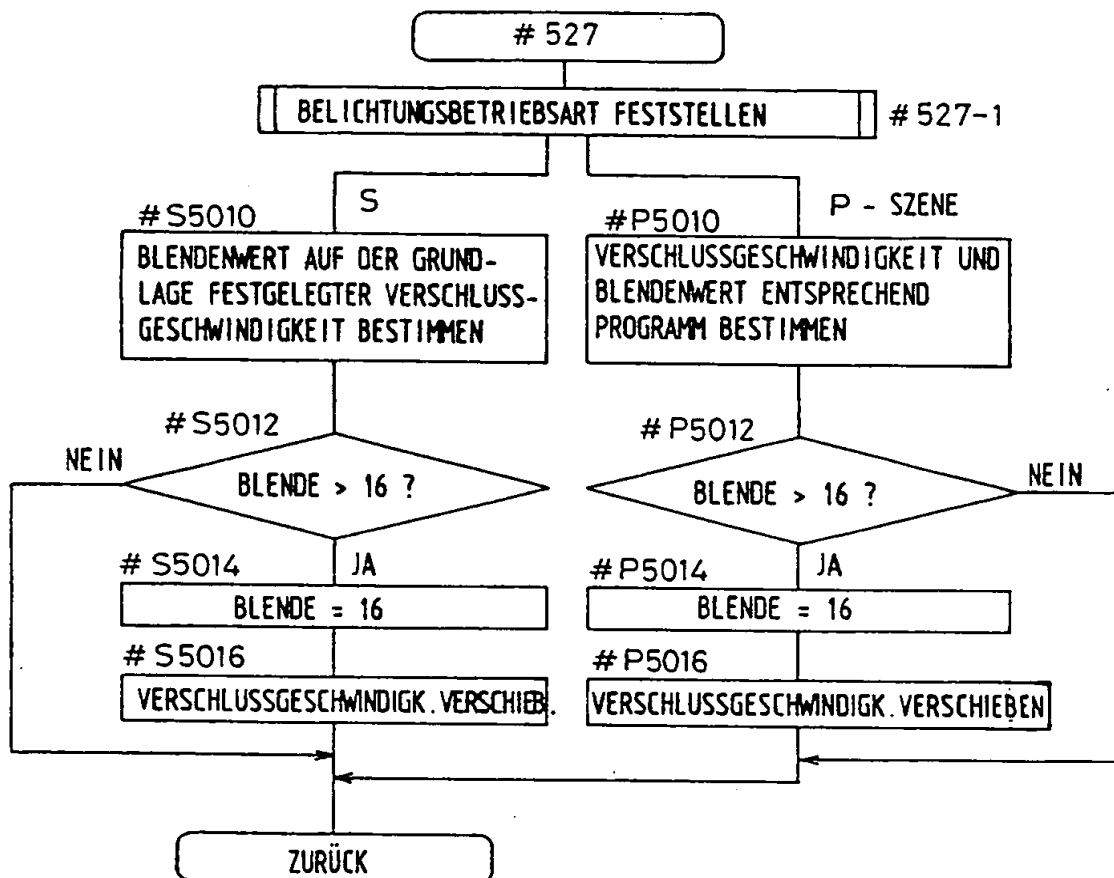 # 527
BELICHTUNGSBETRIEBSART FESTSTELLEN
# 527-1
S
P - SZENE
# S5010
BLENDENWERT AUF DER GRUND-
LAGE FESTGELEGTER VERSCHLUSS-
GESCHWINDIGKEIT BESTIMMEN
# P5010
VERSCHLUSSGESCHWINDIGKEIT UND
BLENDENWERT ENTSPRECHEND
PROGRAMM BESTIMMEN
# S5012
NEIN
BLENDE > 16 ?
# P5012
BLENDE > 16 ?
NEIN
# S5014
JA
BLENDE = 16
# P5014
JA
BLENDE = 16
# S5016
VERSCHLUSSGESCHWINDIGK. VERSCHIEB.
# P5016
VERSCHLUSSGESCHWINDIGK. VERSCHIEBEN
ZURÜCK